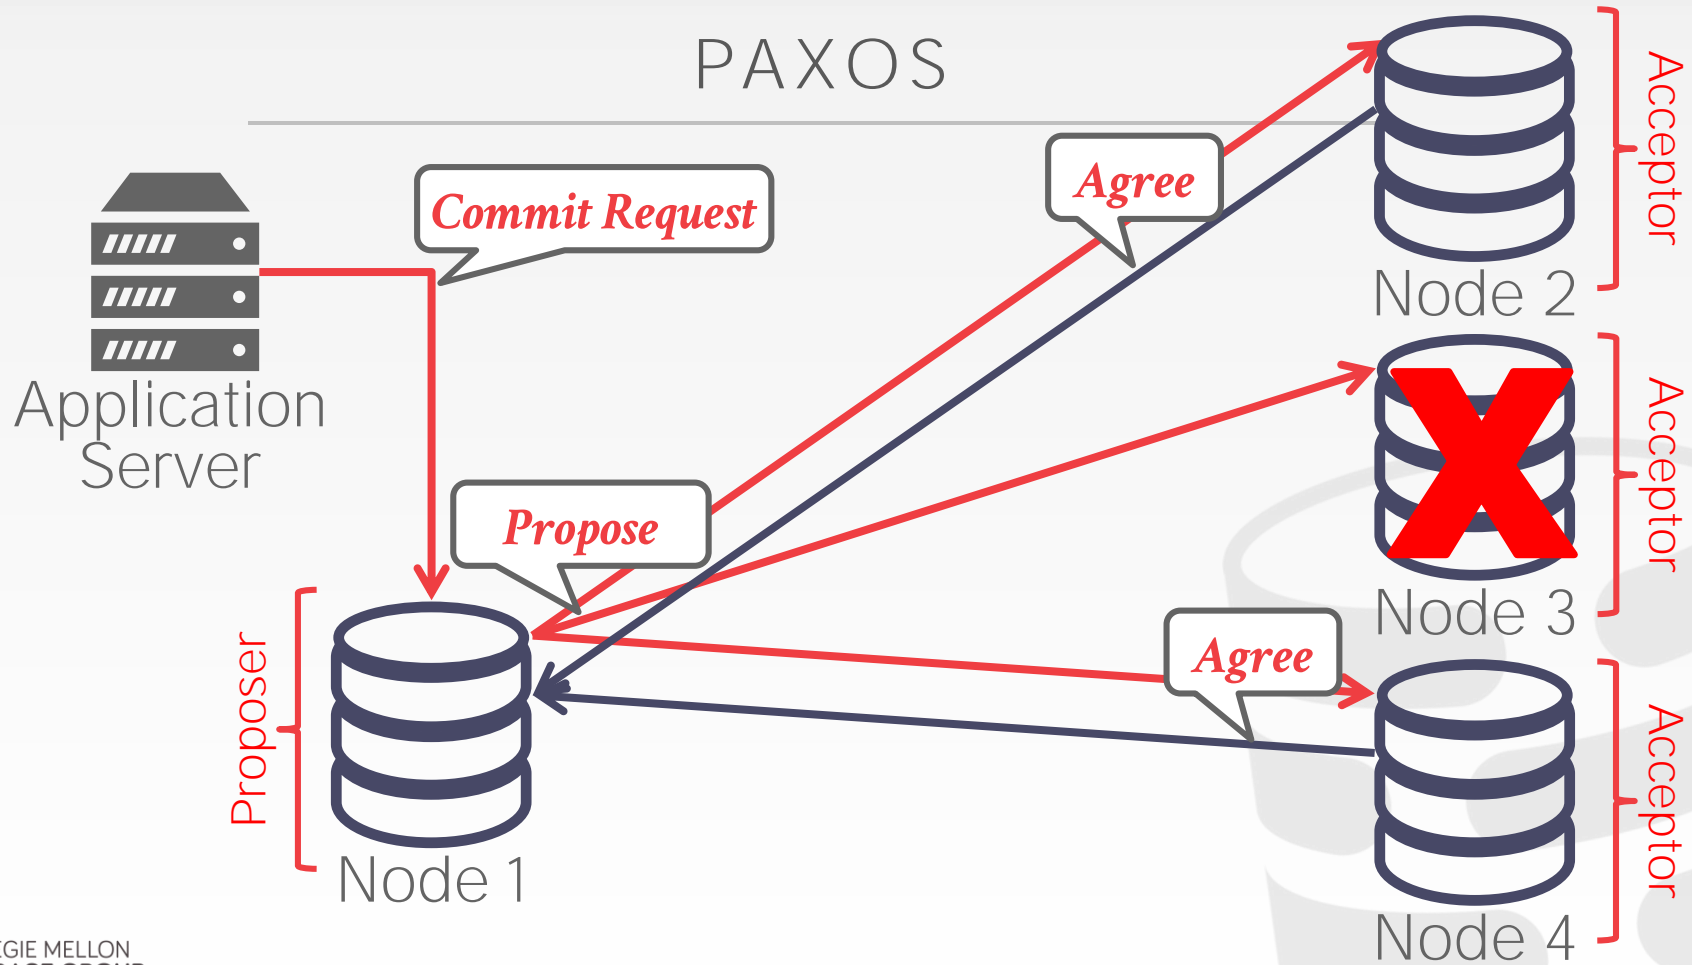 PAXOS
Commit Request
Agree
Acceptor
Node 2
Application
Server
Propose
Acceptor
Node 3
Proposer
Agree
Acceptor
Node 1
Node 4
MELLON